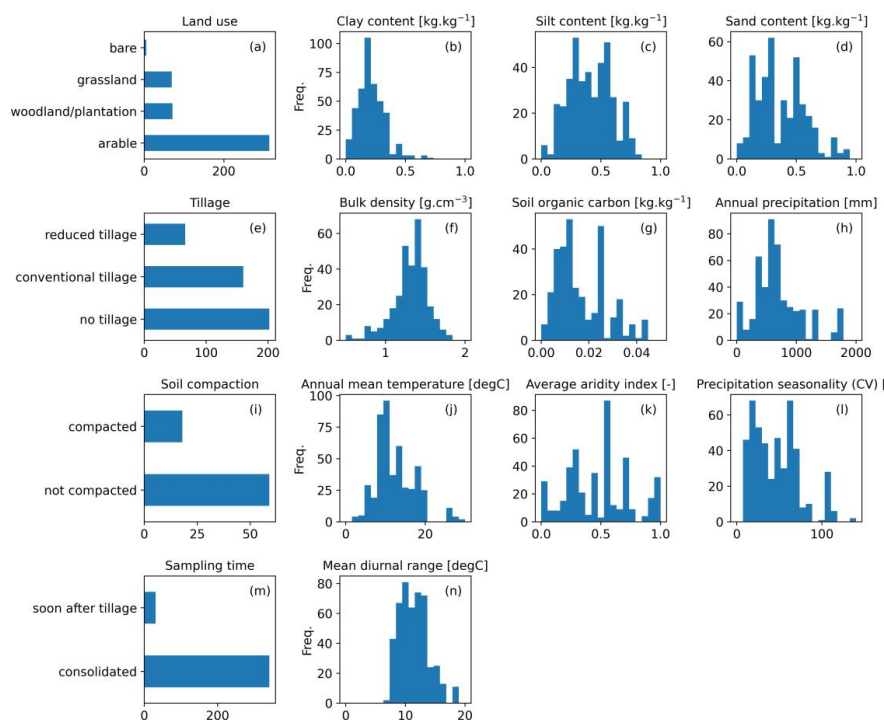 Land use
(a)
bare
grassland
woodland/plantation
arable
0 200
Clay content [kg.kg⁻¹]
(b)
Freq.
100
75
50
25
0
0.0 0.5 1.0
Silt content [kg.kg⁻¹]
(c)
40
20
0
0.0 0.5 1.0
Sand content [kg.kg⁻¹]
(d)
60
40
20
0
0.0 0.5 1.0
Tillage
(e)
reduced tillage
conventional tillage
no tillage
0 100 200
Bulk density [g.cm⁻³]
(f)
Freq.
60
40
20
0
1 2
Soil organic carbon [kg.kg⁻¹]
(g)
40
20
0
0.00 0.02 0.04
Annual precipitation [mm]
(h)
80
60
40
20
0
0 1000 2000
Soil compaction
(i)
compacted
not compacted
0 25 50
Annual mean temperature [degC]
(j)
Freq.
100
75
50
25
0
0 20
Average aridity index [-]
(k)
80
60
40
20
0
0.0 0.5 1.0
Precipitation seasonality (CV) [
(l)
60
40
20
0
0 100
Sampling time
(m)
soon after tillage
consolidated
0 200
Mean diurnal range [degC]
(n)
Freq.
80
60
40
20
0
0 10 20